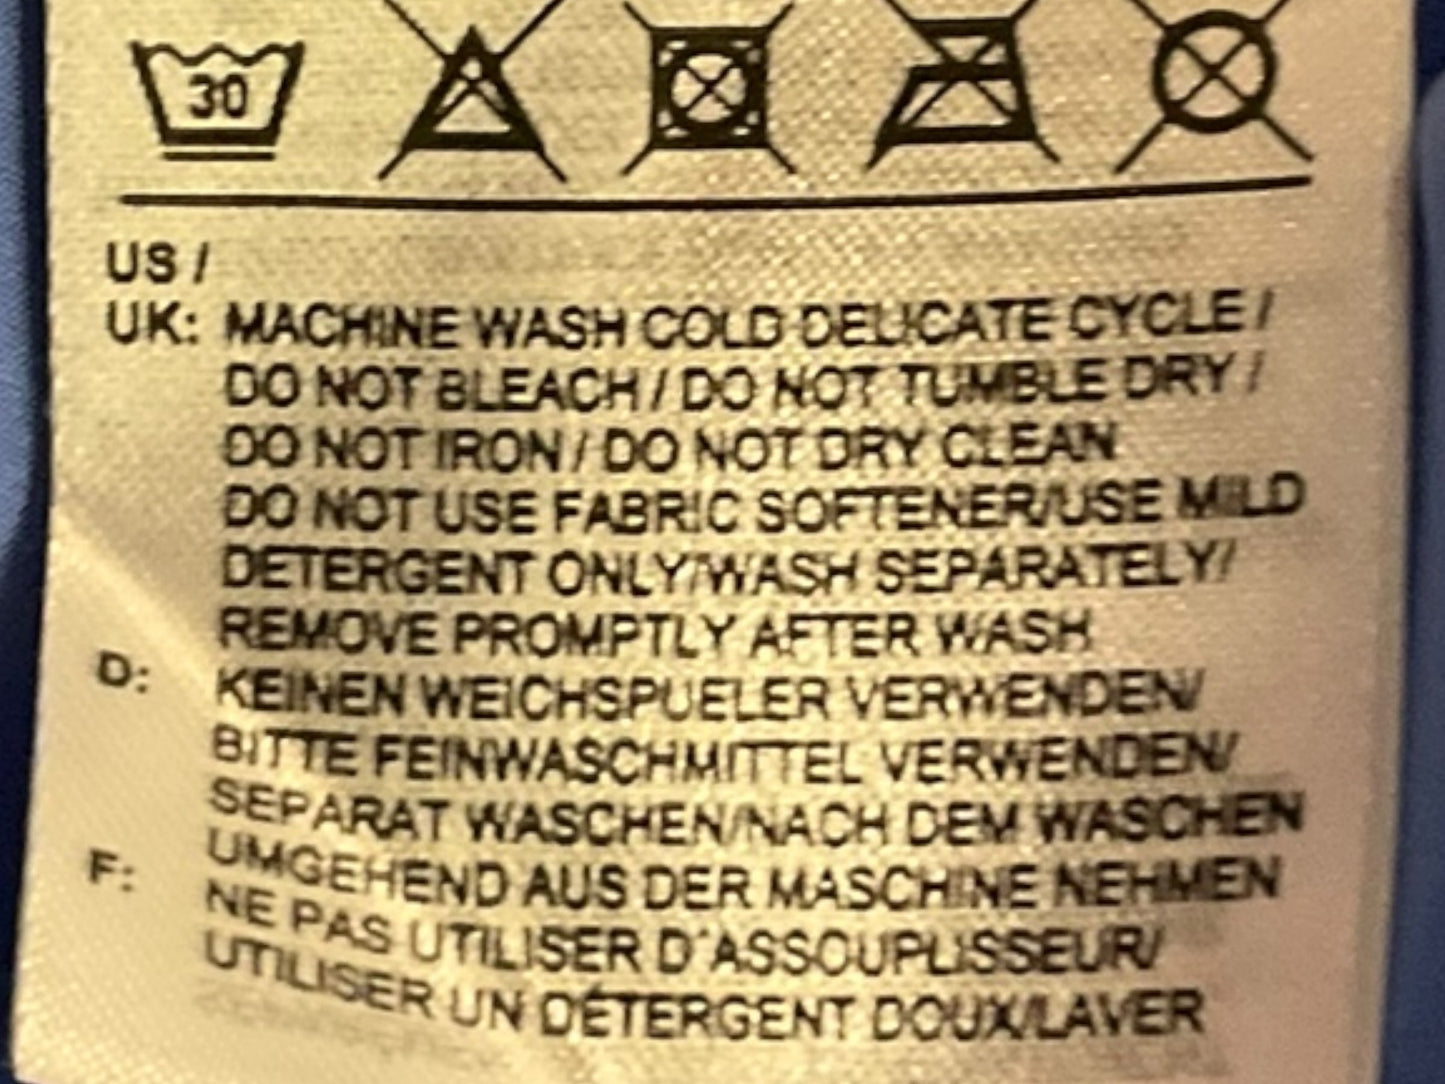 30
US /
UK: MACHINE WASH COLD DELICATE CYCLE /
DO NOT BLEACH / DO NOT TUMBLE DRY /
DO NOT IRON / DO NOT DRY CLEAN
DO NOT USE FABRIC SOFTENER/USE MILD
DETERGENT ONLY/WASH SEPARATELY/
REMOVE PROMPTLY AFTER WASH
D: KEINEN WEICHSPUELER VERWENDEN/
BITTE FEINWASCHMITTEL VERWENDEN/
SEPARAT WASCHEN/NACH DEM WASCHEN
UMGEHEND AUS DER MASCHINE NEHMEN
F: NE PAS UTILISER D'ASSOUPLISSEUR/
UTILISER UN DÉTERGENT DOUX/LAVER